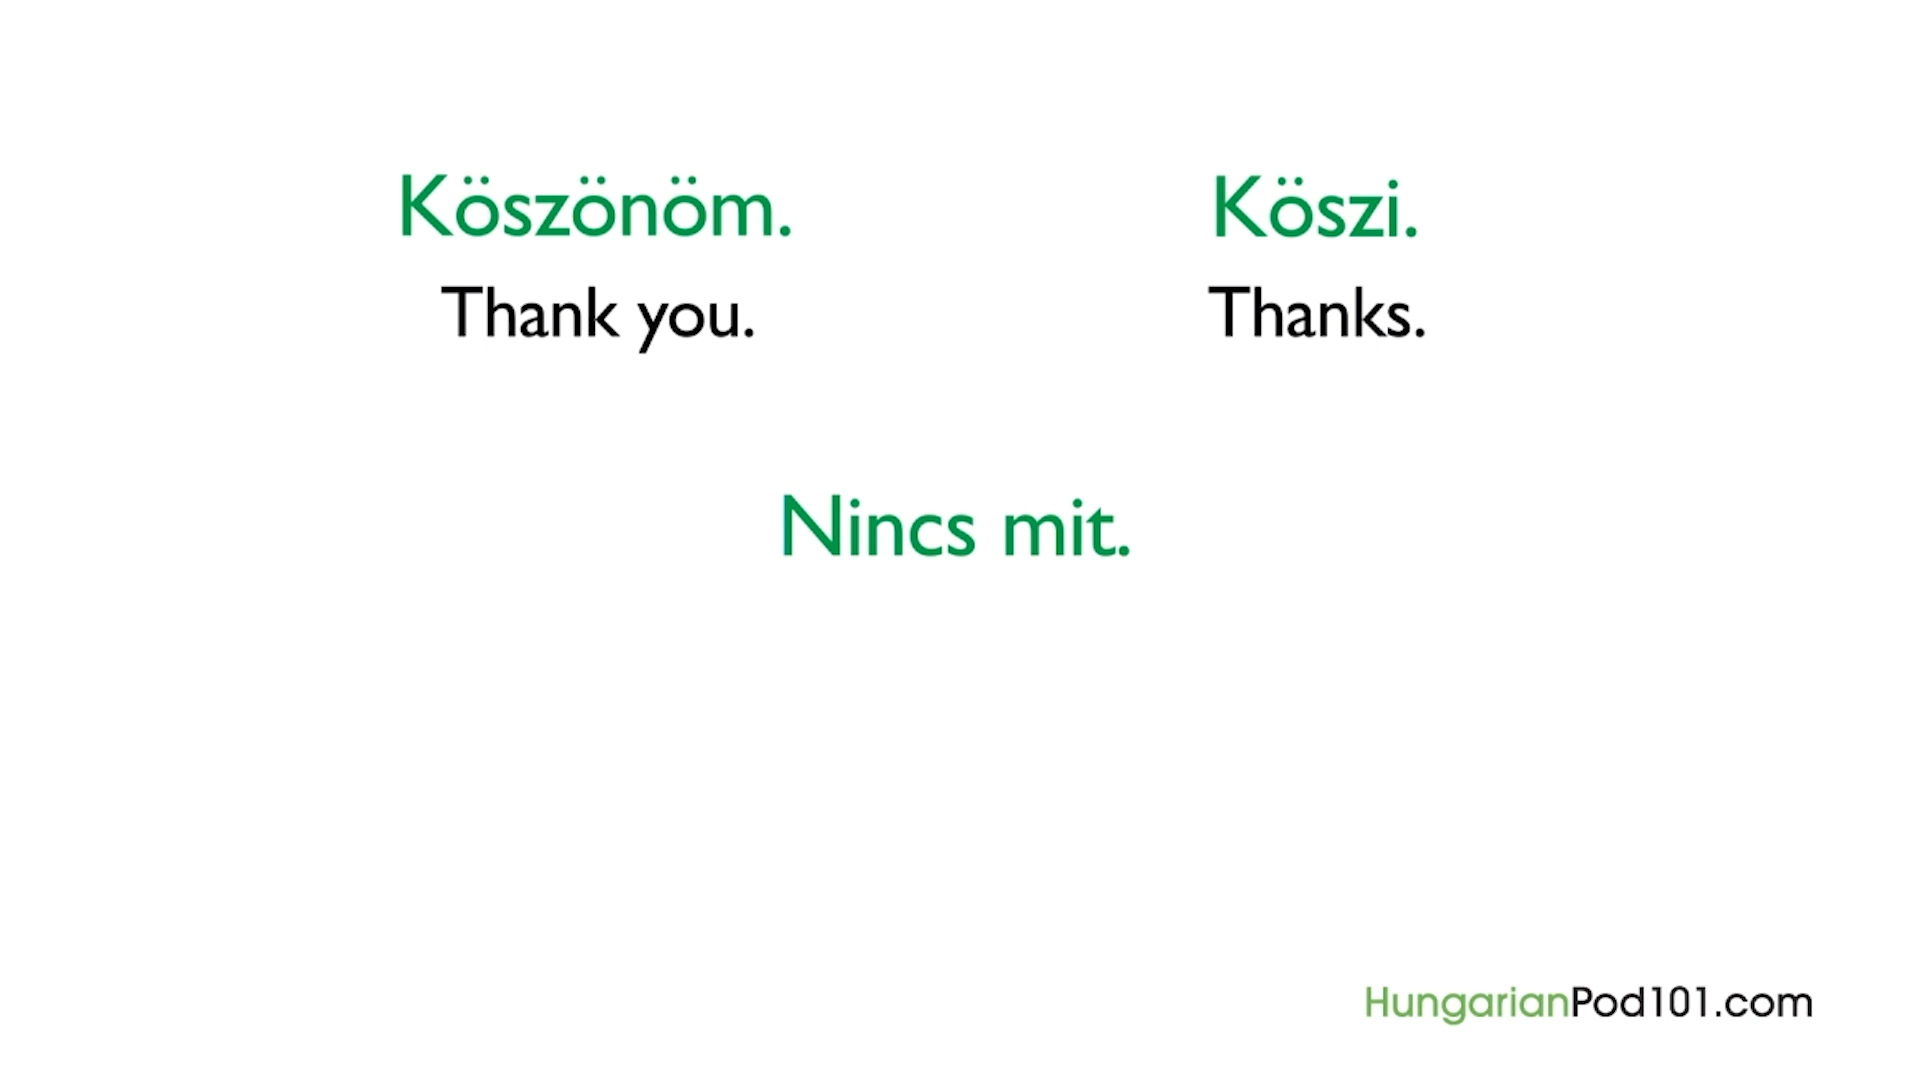 Köszönöm.
Köszi.
Thank you.
Thanks.
Nincs mit.
HungarianPod101.com